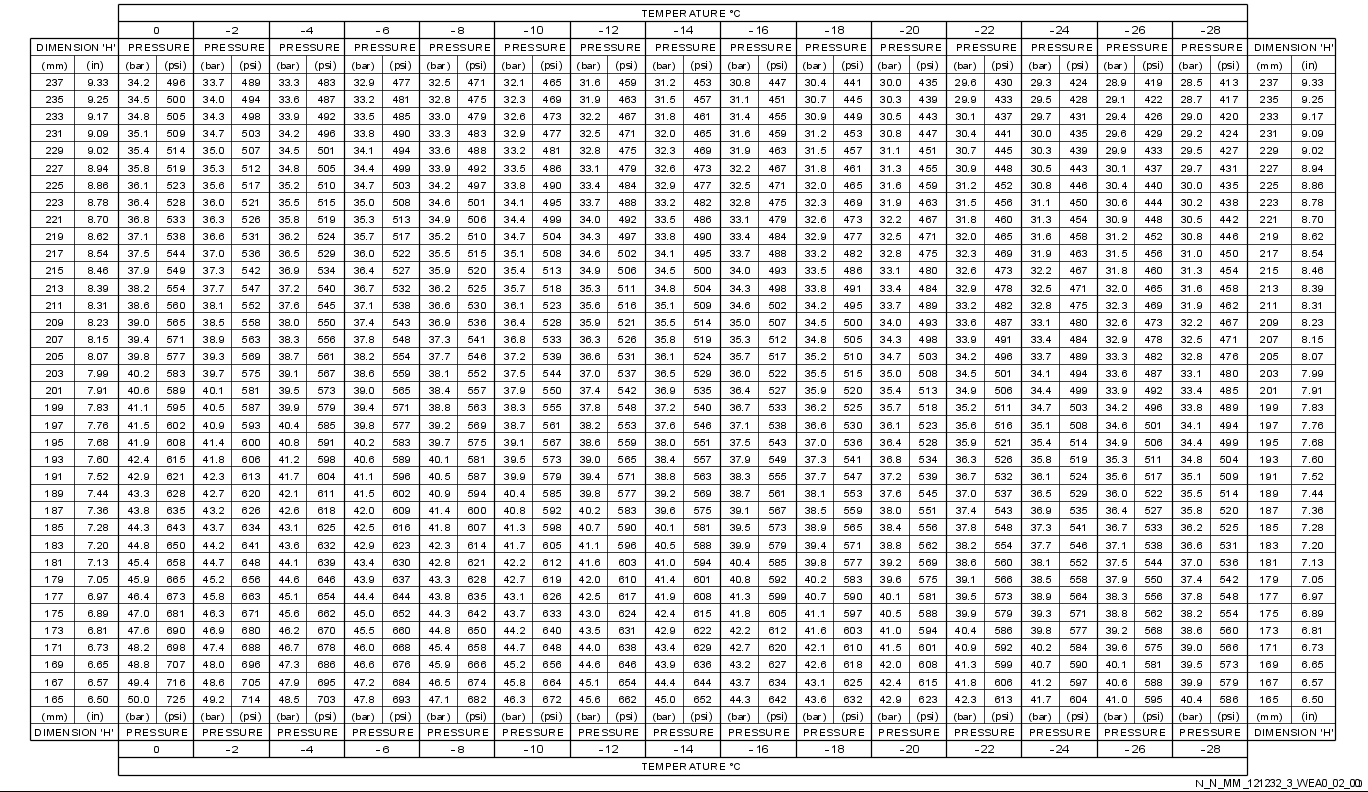 TEMPERATURE °C
0 -2 -4 -6 -8 -10 -12 -14 -16 -18 -20 -22 -24 -26 -28
DIMENSION 'H' PRESSURE PRESSURE PRESSURE PRESSURE PRESSURE PRESSURE PRESSURE PRESSURE PRESSURE PRESSURE PRESSURE PRESSURE PRESSURE PRESSURE PRESSURE DIMENSION 'H'
(mm) (in) (bar) (psi) (bar) (psi) (bar) (psi) (bar) (psi) (bar) (psi) (bar) (psi) (bar) (psi) (bar) (psi) (bar) (psi) (bar) (psi) (bar) (psi) (bar) (psi) (bar) (psi) (bar) (psi) (bar) (psi) (mm) (in)
237 9.33 34.2 496 33.7 489 33.3 483 32.9 477 32.5 471 32.1 465 31.6 459 31.2 453 30.8 447 30.4 441 30.0 435 29.6 430 29.3 424 28.9 419 28.5 413 237 9.33
235 9.25 34.5 500 34.0 494 33.6 487 33.2 481 32.8 475 32.3 469 31.9 463 31.5 457 31.1 451 30.7 445 30.3 439 29.9 433 29.5 428 29.1 422 28.7 417 235 9.25
233 9.17 34.8 505 34.3 498 33.9 492 33.5 485 33.0 479 32.6 473 32.2 467 31.8 461 31.4 455 30.9 449 30.5 443 30.1 437 29.7 431 29.4 426 29.0 420 233 9.17
231 9.09 35.1 509 34.7 503 34.2 496 33.8 490 33.3 483 32.9 477 32.5 471 32.0 465 31.6 459 31.2 453 30.8 447 30.4 441 30.0 435 29.6 429 29.2 424 231 9.09
229 9.02 35.4 514 35.0 507 34.5 501 34.1 494 33.6 488 33.2 481 32.8 475 32.3 469 31.9 463 31.5 457 31.1 451 30.7 445 30.3 439 29.9 433 29.5 427 229 9.02
227 8.94 35.8 519 35.3 512 34.8 505 34.4 499 33.9 492 33.5 486 33.1 479 32.6 473 32.2 467 31.8 461 31.3 455 30.9 448 30.5 443 30.1 437 29.7 431 227 8.94
225 8.86 36.1 523 35.6 517 35.2 510 34.7 503 34.2 497 33.8 490 33.4 484 32.9 477 32.5 471 32.0 465 31.6 459 31.2 452 30.8 446 30.4 440 30.0 435 225 8.86
223 8.78 36.4 528 36.0 521 35.5 515 35.0 508 34.6 501 34.1 495 33.7 488 33.2 482 32.8 475 32.3 469 31.9 463 31.5 456 31.1 450 30.6 444 30.2 438 223 8.78
221 8.70 36.8 533 36.3 526 35.8 519 35.3 513 34.9 506 34.4 499 34.0 492 33.5 486 33.1 479 32.6 473 32.2 467 31.8 460 31.3 454 30.9 448 30.5 442 221 8.70
219 8.62 37.1 538 36.6 531 36.2 524 35.7 517 35.2 510 34.7 504 34.3 497 33.8 490 33.4 484 32.9 477 32.5 471 32.0 465 31.6 458 31.2 452 30.8 446 219 8.62
217 8.54 37.5 544 37.0 536 36.5 529 36.0 522 35.5 515 35.1 508 34.6 502 34.1 495 33.7 488 33.2 482 32.8 475 32.3 469 31.9 463 31.5 456 31.0 450 217 8.54
215 8.46 37.9 549 37.3 542 36.9 534 36.4 527 35.9 520 35.4 513 34.9 506 34.5 500 34.0 493 33.5 486 33.1 480 32.6 473 32.2 467 31.8 460 31.3 454 215 8.46
213 8.39 38.2 554 37.7 547 37.2 540 36.7 532 36.2 525 35.7 518 35.3 511 34.8 504 34.3 498 33.8 491 33.4 484 32.9 478 32.5 471 32.0 465 31.6 458 213 8.39
211 8.31 38.6 560 38.1 552 37.6 545 37.1 538 36.6 530 36.1 523 35.6 516 35.1 509 34.6 502 34.2 495 33.7 489 33.2 482 32.8 475 32.3 469 31.9 462 211 8.31
209 8.23 39.0 565 38.5 558 38.0 550 37.4 543 36.9 536 36.4 528 35.9 521 35.5 514 35.0 507 34.5 500 34.0 493 33.6 487 33.1 480 32.6 473 32.2 467 209 8.23
207 8.15 39.4 571 38.9 563 38.3 556 37.8 548 37.3 541 36.8 533 36.3 526 35.8 519 35.3 512 34.8 505 34.3 498 33.9 491 33.4 484 32.9 478 32.5 471 207 8.15
205 8.07 39.8 577 39.3 569 38.7 561 38.2 554 37.7 546 37.2 539 36.6 531 36.1 524 35.7 517 35.2 510 34.7 503 34.2 496 33.7 489 33.3 482 32.8 476 205 8.07
203 7.99 40.2 583 39.7 575 39.1 567 38.6 559 38.1 552 37.5 544 37.0 537 36.5 529 36.0 522 35.5 515 35.0 508 34.5 501 34.1 494 33.6 487 33.1 480 203 7.99
201 7.91 40.6 589 40.1 581 39.5 573 39.0 565 38.4 557 37.9 550 37.4 542 36.9 535 36.4 527 35.9 520 35.4 513 34.9 506 34.4 499 33.9 492 33.4 485 201 7.91
199 7.83 41.1 595 40.5 587 39.9 579 39.4 571 38.8 563 38.3 555 37.8 548 37.2 540 36.7 533 36.2 525 35.7 518 35.2 511 34.7 503 34.2 496 33.8 489 199 7.83
197 7.76 41.5 602 40.9 593 40.4 585 39.8 577 39.2 569 38.7 561 38.2 553 37.6 546 37.1 538 36.6 530 36.1 523 35.6 516 35.1 508 34.6 501 34.1 494 197 7.76
195 7.68 41.9 608 41.4 600 40.8 591 40.2 583 39.7 575 39.1 567 38.6 559 38.0 551 37.5 543 37.0 536 36.4 528 35.9 521 35.4 514 34.9 506 34.4 499 195 7.68
193 7.60 42.4 615 41.8 606 41.2 598 40.6 589 40.1 581 39.5 573 39.0 565 38.4 557 37.9 549 37.3 541 36.8 534 36.3 526 35.8 519 35.3 511 34.8 504 193 7.60
191 7.52 42.9 621 42.3 613 41.7 604 41.1 596 40.5 587 39.9 579 39.4 571 38.8 563 38.3 555 37.7 547 37.2 539 36.7 532 36.1 524 35.6 517 35.1 509 191 7.52
189 7.44 43.3 628 42.7 620 42.1 611 41.5 602 40.9 594 40.4 585 39.8 577 39.2 569 38.7 561 38.1 553 37.6 545 37.0 537 36.5 529 36.0 522 35.5 514 189 7.44
187 7.36 43.8 635 43.2 626 42.6 618 42.0 609 41.4 600 40.8 592 40.2 583 39.6 575 39.1 567 38.5 559 38.0 551 37.4 543 36.9 535 36.4 527 35.8 520 187 7.36
185 7.28 44.3 643 43.7 634 43.1 625 42.5 616 41.8 607 41.3 598 40.7 590 40.1 581 39.5 573 38.9 565 38.4 556 37.8 548 37.3 541 36.7 533 36.2 525 185 7.28
183 7.20 44.8 650 44.2 641 43.6 632 42.9 623 42.3 614 41.7 605 41.1 596 40.5 588 39.9 579 39.4 571 38.8 562 38.2 554 37.7 546 37.1 538 36.6 531 183 7.20
181 7.13 45.4 658 44.7 648 44.1 639 43.4 630 42.8 621 42.2 612 41.6 603 41.0 594 40.4 585 39.8 577 39.2 569 38.6 560 38.1 552 37.5 544 37.0 536 181 7.13
179 7.05 45.9 665 45.2 656 44.6 646 43.9 637 43.3 628 42.7 619 42.0 610 41.4 601 40.8 592 40.2 583 39.6 575 39.1 566 38.5 558 37.9 550 37.4 542 179 7.05
177 6.97 46.4 673 45.8 663 45.1 654 44.4 644 43.8 635 43.1 626 42.5 617 41.9 608 41.3 599 40.7 590 40.1 581 39.5 573 38.9 564 38.3 556 37.8 548 177 6.97
175 6.89 47.0 681 46.3 671 45.6 662 45.0 652 44.3 642 43.7 633 43.0 624 42.4 615 41.8 605 41.1 597 40.5 588 39.9 579 39.3 571 38.8 562 38.2 554 175 6.89
173 6.81 47.6 690 46.9 680 46.2 670 45.5 660 44.8 650 44.2 640 43.5 631 42.9 622 42.2 612 41.6 603 41.0 594 40.4 586 39.8 577 39.2 568 38.6 560 173 6.81
171 6.73 48.2 698 47.4 688 46.7 678 46.0 668 45.4 658 44.7 648 44.0 638 43.4 629 42.7 620 42.1 610 41.5 601 40.9 592 40.2 584 39.6 575 39.0 566 171 6.73
169 6.65 48.8 707 48.0 696 47.3 686 46.6 676 45.9 666 45.2 656 44.6 646 43.9 636 43.2 627 42.6 618 42.0 608 41.3 599 40.7 590 40.1 581 39.5 573 169 6.65
167 6.57 49.4 716 48.6 705 47.9 695 47.2 684 46.5 674 45.8 664 45.1 654 44.4 644 43.7 634 43.1 625 42.4 615 41.8 606 41.2 597 40.6 588 39.9 579 167 6.57
165 6.50 50.0 725 49.2 714 48.5 703 47.8 693 47.1 682 46.3 672 45.6 662 45.0 652 44.3 642 43.6 632 42.9 623 42.3 613 41.7 604 41.0 595 40.4 586 165 6.50
(mm) (in) (bar) (psi) (bar) (psi) (bar) (psi) (bar) (psi) (bar) (psi) (bar) (psi) (bar) (psi) (bar) (psi) (bar) (psi) (bar) (psi) (bar) (psi) (bar) (psi) (bar) (psi) (bar) (psi) (bar) (psi) (mm) (in)
DIMENSION 'H' PRESSURE PRESSURE PRESSURE PRESSURE PRESSURE PRESSURE PRESSURE PRESSURE PRESSURE PRESSURE PRESSURE PRESSURE PRESSURE PRESSURE PRESSURE DIMENSION 'H'
0 -2 -4 -6 -8 -10 -12 -14 -16 -18 -20 -22 -24 -26 -28
TEMPERATURE °C
N_N_MM_121232_3_WEA0_02_00